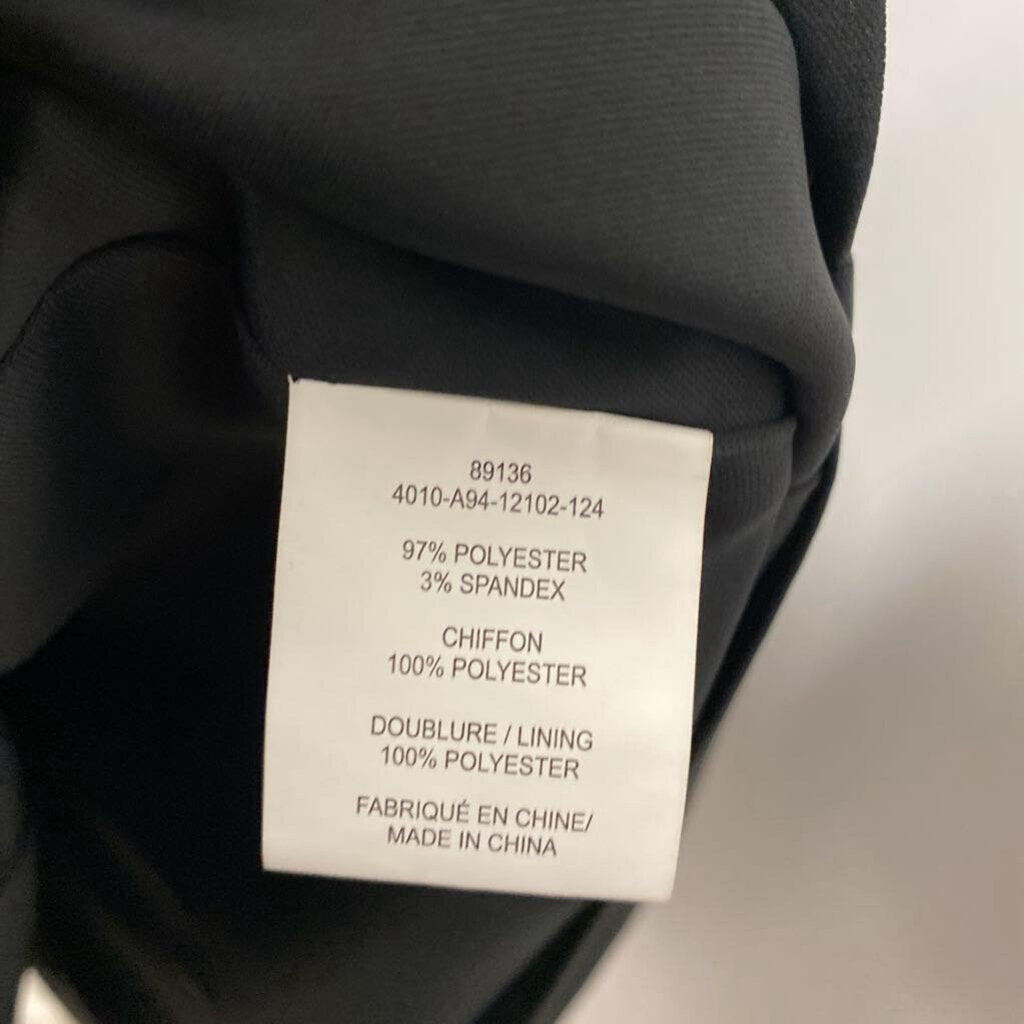 89136
4010-A94-12102-124
97% POLYESTER
3% SPANDEX
CHIFFON
100% POLYESTER
DOUBLURE / LINING
100% POLYESTER
FABRIQUÉ EN CHINE/
MADE IN CHINA